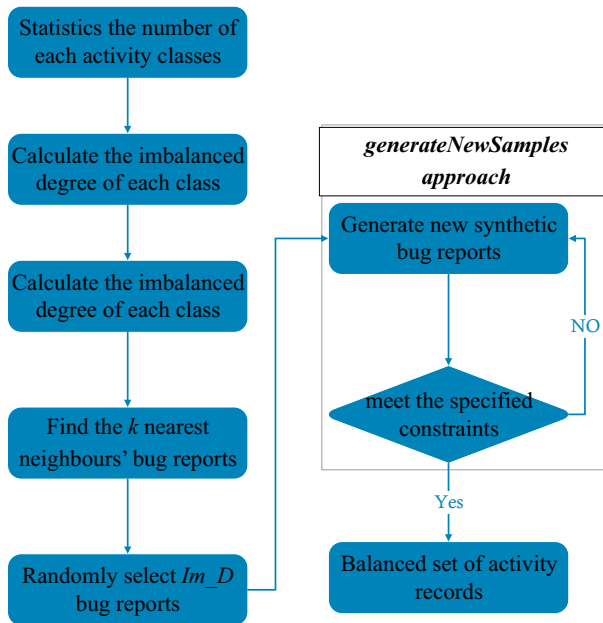 Statistics the number of
each activity classes
Calculate the imbalanced
degree of each class
Calculate the imbalanced
degree of each class
Find the k nearest
neighbours' bug reports
Randomly select Im_D
bug reports
generateNewSamples
approach
Generate new synthetic
bug reports
NO
meet the specified
constraints
Yes
Balanced set of activity
records